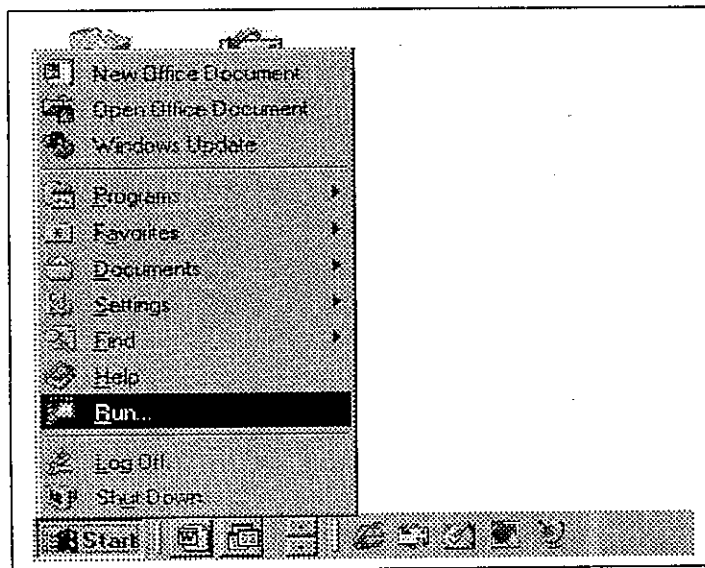 New Office Document
Open Office Document
Windows Update
Programs
Favorites
Documents
Settings
Find
Help
Run...
Log Off
Shut Down
Start